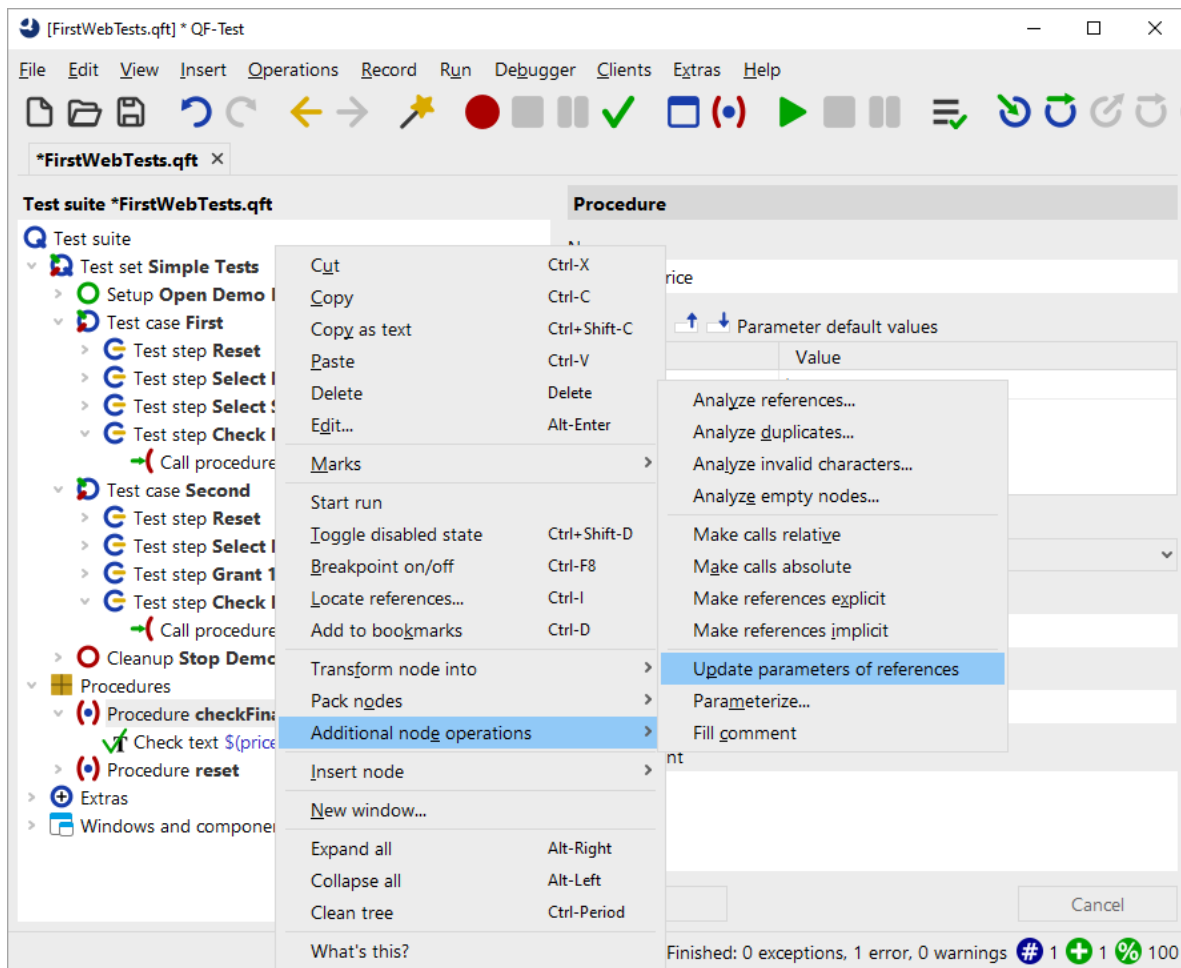 [FirstWebTests.qft] * QF-Test
File Edit View Insert Operations Record Run Debugger Clients Extras Help
*FirstWebTests.qft
Test suite *FirstWebTests.qft
Test suite
Test set Simple Tests
Setup Open Demo
Test case First
Test step Reset
Test step Select
Test step Select
Test step Check
Call procedure
Test case Second
Test step Reset
Test step Select
Test step Grant 1
Test step Check
Call procedure
Cleanup Stop Demo
Procedures
Procedure checkFina
Check text $(price
Procedure reset
Extras
Windows and componen
Cut Ctrl-X
Copy Ctrl-C
Copy as text Ctrl+Shift-C
Paste Ctrl-V
Delete Delete
Edit... Alt-Enter
Marks
Start run
Toggle disabled state Ctrl+Shift-D
Breakpoint on/off Ctrl-F8
Locate references... Ctrl-I
Add to bookmarks Ctrl-D
Transform node into
Pack nodes
Additional node operations
Insert node
New window...
Expand all Alt-Right
Collapse all Alt-Left
Clean tree Ctrl-Period
What's this?
Analyze references...
Analyze duplicates...
Analyze invalid characters...
Analyze empty nodes...
Make calls relative
Make calls absolute
Make references explicit
Make references implicit
Update parameters of references
Parameterize...
Fill comment
Procedure
rice
Parameter default values
Value
nt
Cancel
Finished: 0 exceptions, 1 error, 0 warnings # 1 1 % 100